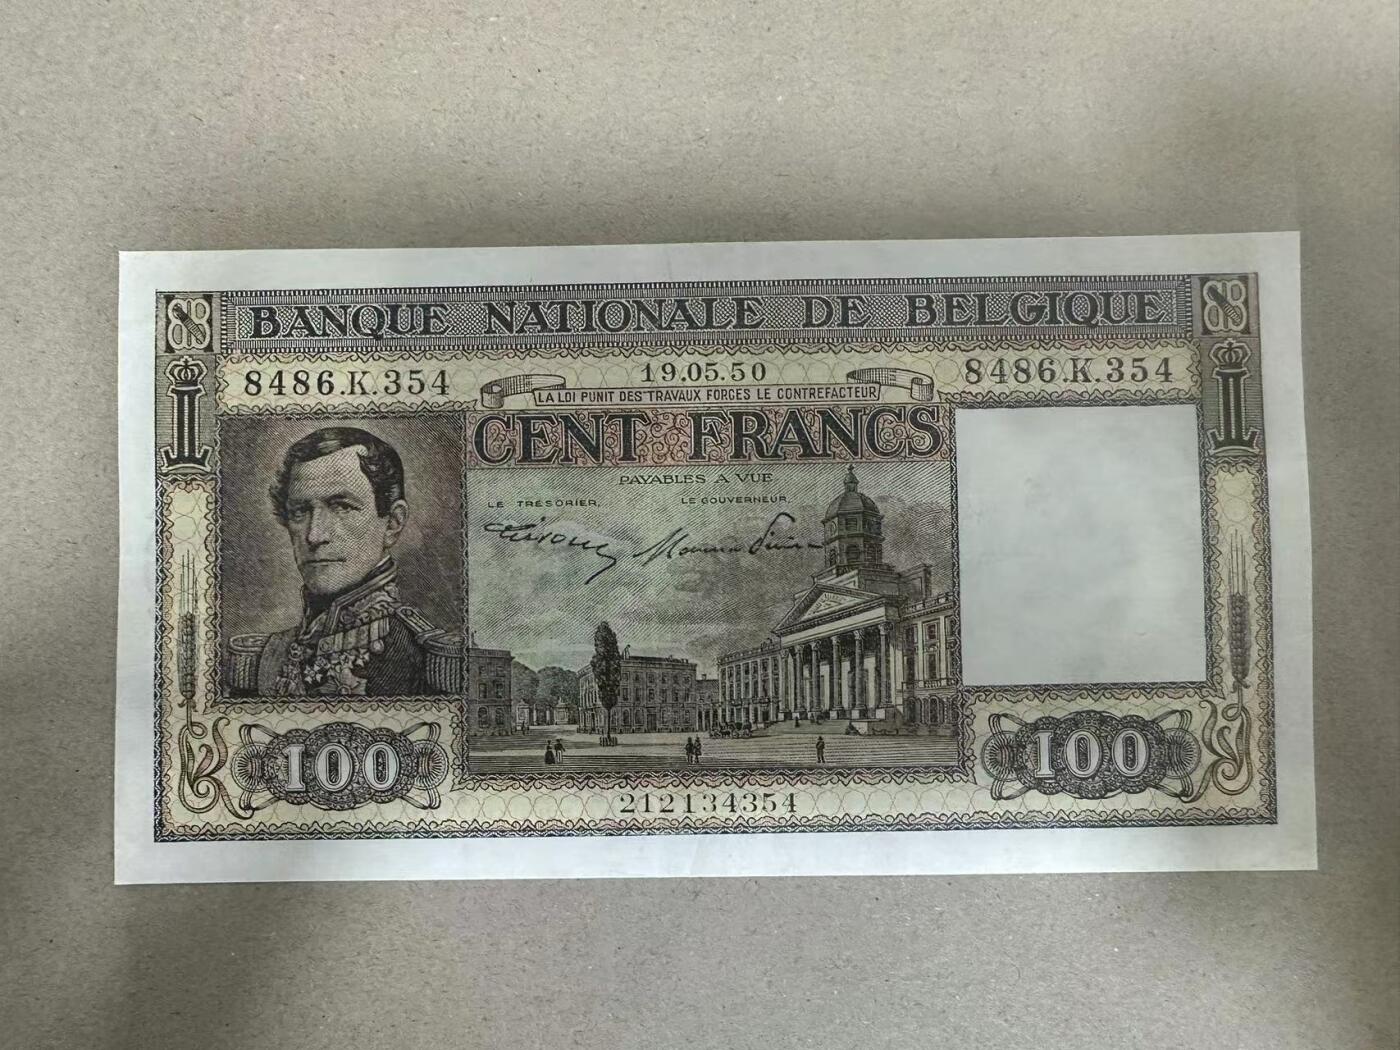 BANQUE NATIONALE DE BELGIQUE
8486.K.354
19.05.50
8486.K.354
LA LOI PUNIT DES TRAVAUX FORCES LE CONTREFACTEUR
CENT FRANCS
PAYABLES A VUE
LE TRÉSORIER,
LE GOUVERNEUR,
100
100
212134354